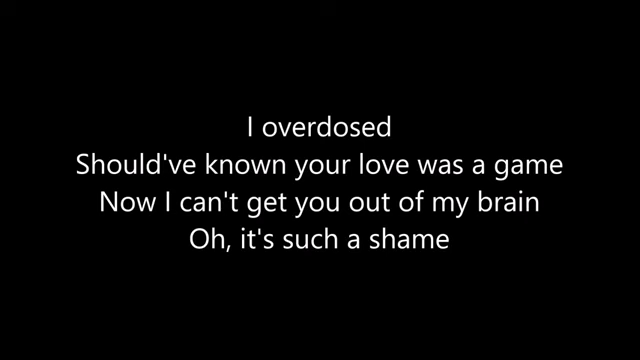 I overdosed
Should've known your love was a game
Now I can't get you out of my brain
Oh, it's such a shame